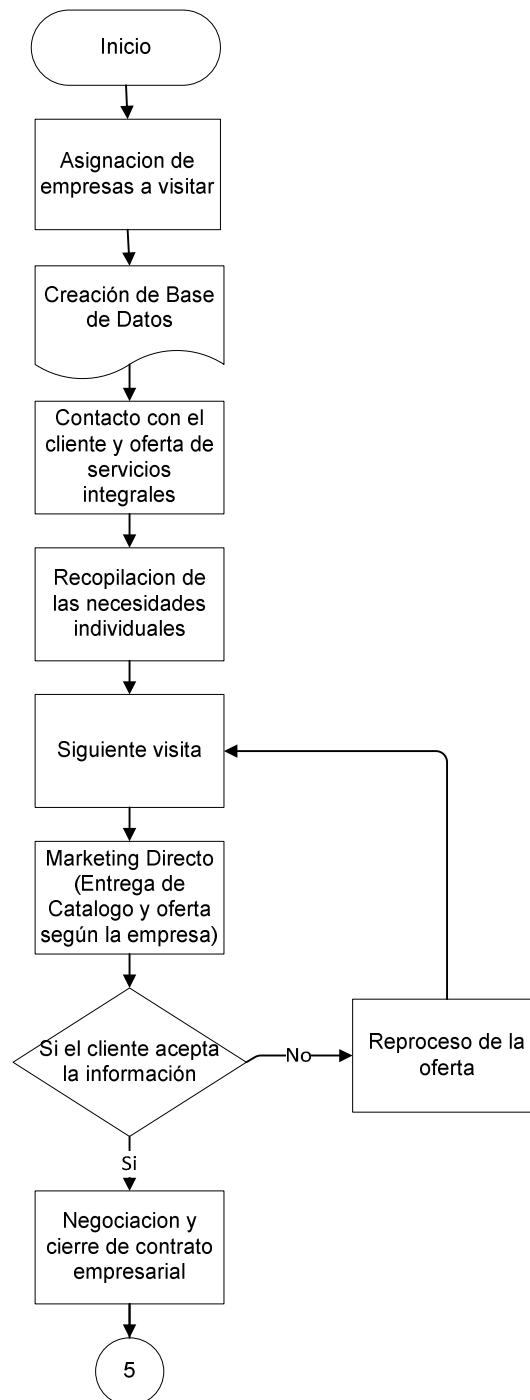 Inicio
Asignacion de
empresas a visitar
Creación de Base
de Datos
Contacto con el
cliente y oferta de
servicios
integrales
Recopilacion de
las necesidades
individuales
Siguiente visita
Marketing Directo
(Entrega de
Catalogo y oferta
según la empresa)
Si el cliente acepta
la información
No
Reproceso de la
oferta
Si
Negociacion y
cierre de contrato
empresarial
5